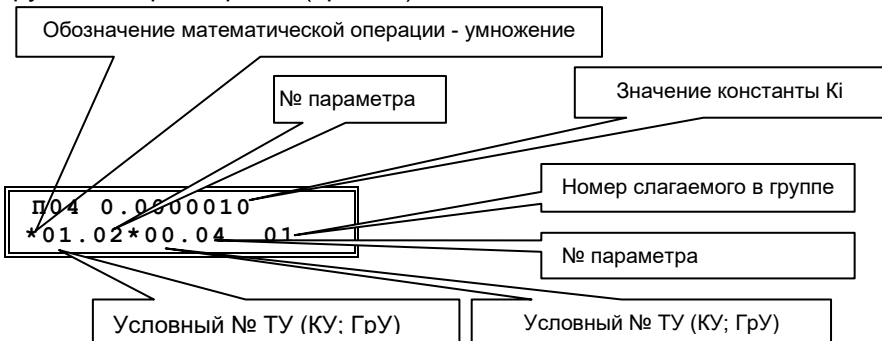 Обозначение математической операции - умножение
№ параметра
Значение константы Ki
П04 0.0000010
*01.02*00.04 01
Номер слагаемого в группе
№ параметра
Условный № ТУ (КУ; ГрУ)
Условный № ТУ (КУ; ГрУ)